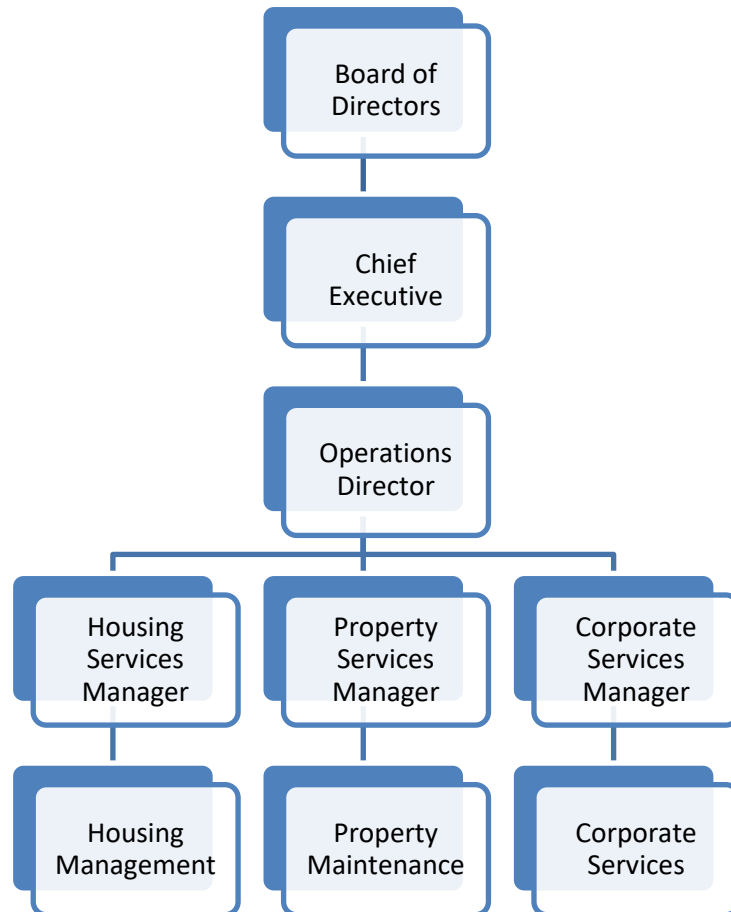 Board of
Directors
Chief
Executive
Operations
Director
Housing
Services
Manager
Property
Services
Manager
Corporate
Services
Manager
Housing
Management
Property
Maintenance
Corporate
Services